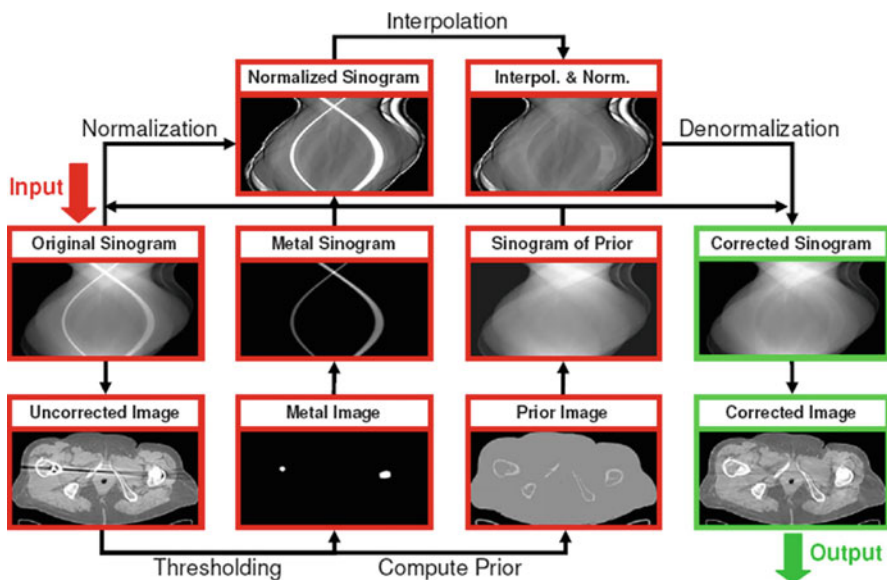 Interpolation
Normalized Sinogram
Interpol. & Norm.
Normalization
Denormalization
Input
Original Sinogram
Metal Sinogram
Sinogram of Prior
Corrected Sinogram
Uncorrected Image
Metal Image
Prior Image
Corrected Image
Thresholding
Compute Prior
Output